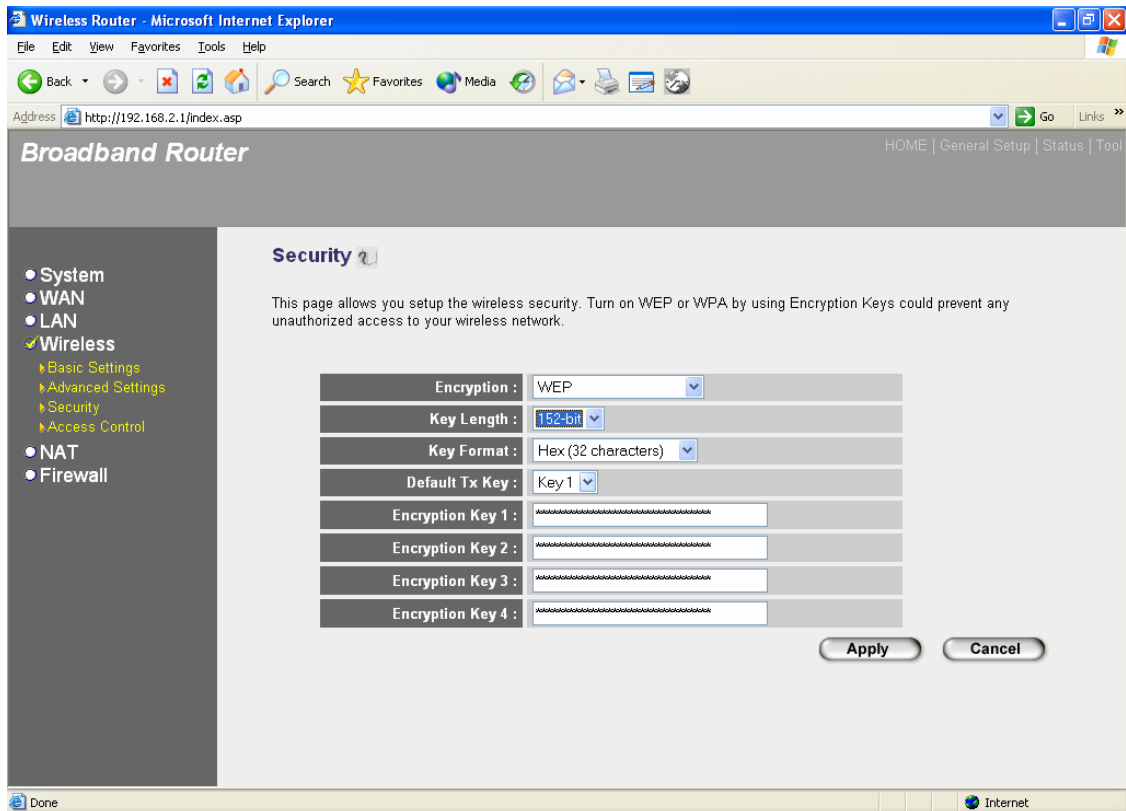 Wireless Router - Microsoft Internet Explorer
File Edit View Favorites Tools Help
Back Search Favorites Media
Address http://192.168.2.1/index.asp Go Links »
Broadband Router
HOME | General Setup | Status | Tool
System
WAN
LAN
Wireless
Basic Settings
Advanced Settings
Security
Access Control
NAT
Firewall
Security
This page allows you setup the wireless security. Turn on WEP or WPA by using Encryption Keys could prevent any
unauthorized access to your wireless network.
Encryption : WEP
Key Length : 152-bit
Key Format : Hex (32 characters)
Default Tx Key : Key 1
Encryption Key 1 :
Encryption Key 2 :
Encryption Key 3 :
Encryption Key 4 :
Apply Cancel
Done Internet